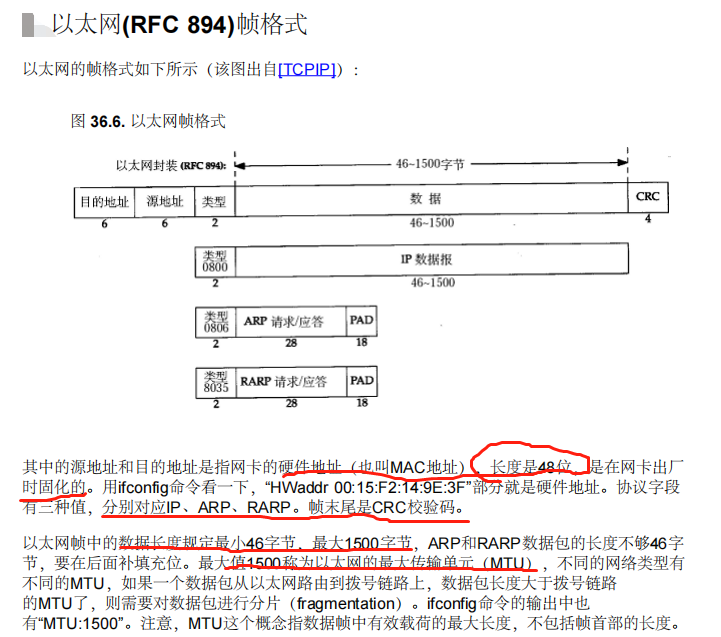 以太网(RFC 894)帧格式
以太网的帧格式如下所示（该图出自[TCPIP]）：
图 36.6. 以太网帧格式
以太网封装 (RFC 894): 46~1500字节
目的地址 源地址 类型 数 据 CRC
6 6 2 46~1500 4
类型 0800 IP 数据报
2 46~1500
类型 0806 ARP 请求/应答 PAD
2 28 18
类型 8035 RARP 请求/应答 PAD
2 28 18
其中的源地址和目的地址是指网卡的硬件地址（也叫MAC地址），长度是48位，是在网卡出厂
时固化的。用ifconfig命令看一下，“HWaddr 00:15:F2:14:9E:3F”部分就是硬件地址。协议字段
有三种值，分别对应IP、ARP、RARP。帧末尾是CRC校验码。
以太网帧中的数据长度规定最小46字节，最大1500字节，ARP和RARP数据包的长度不够46字
节，要在后面补填充位。最大值1500称为以太网的最大传输单元（MTU），不同的网络类型有
不同的MTU，如果一个数据包从以太网路由到拨号链路上，数据包长度大于拨号链路
的MTU了，则需要对数据包进行分片（fragmentation）。ifconfig命令的输出中也
有“MTU:1500”。注意，MTU这个概念指数据帧中有效载荷的最大长度，不包括帧首部的长度。